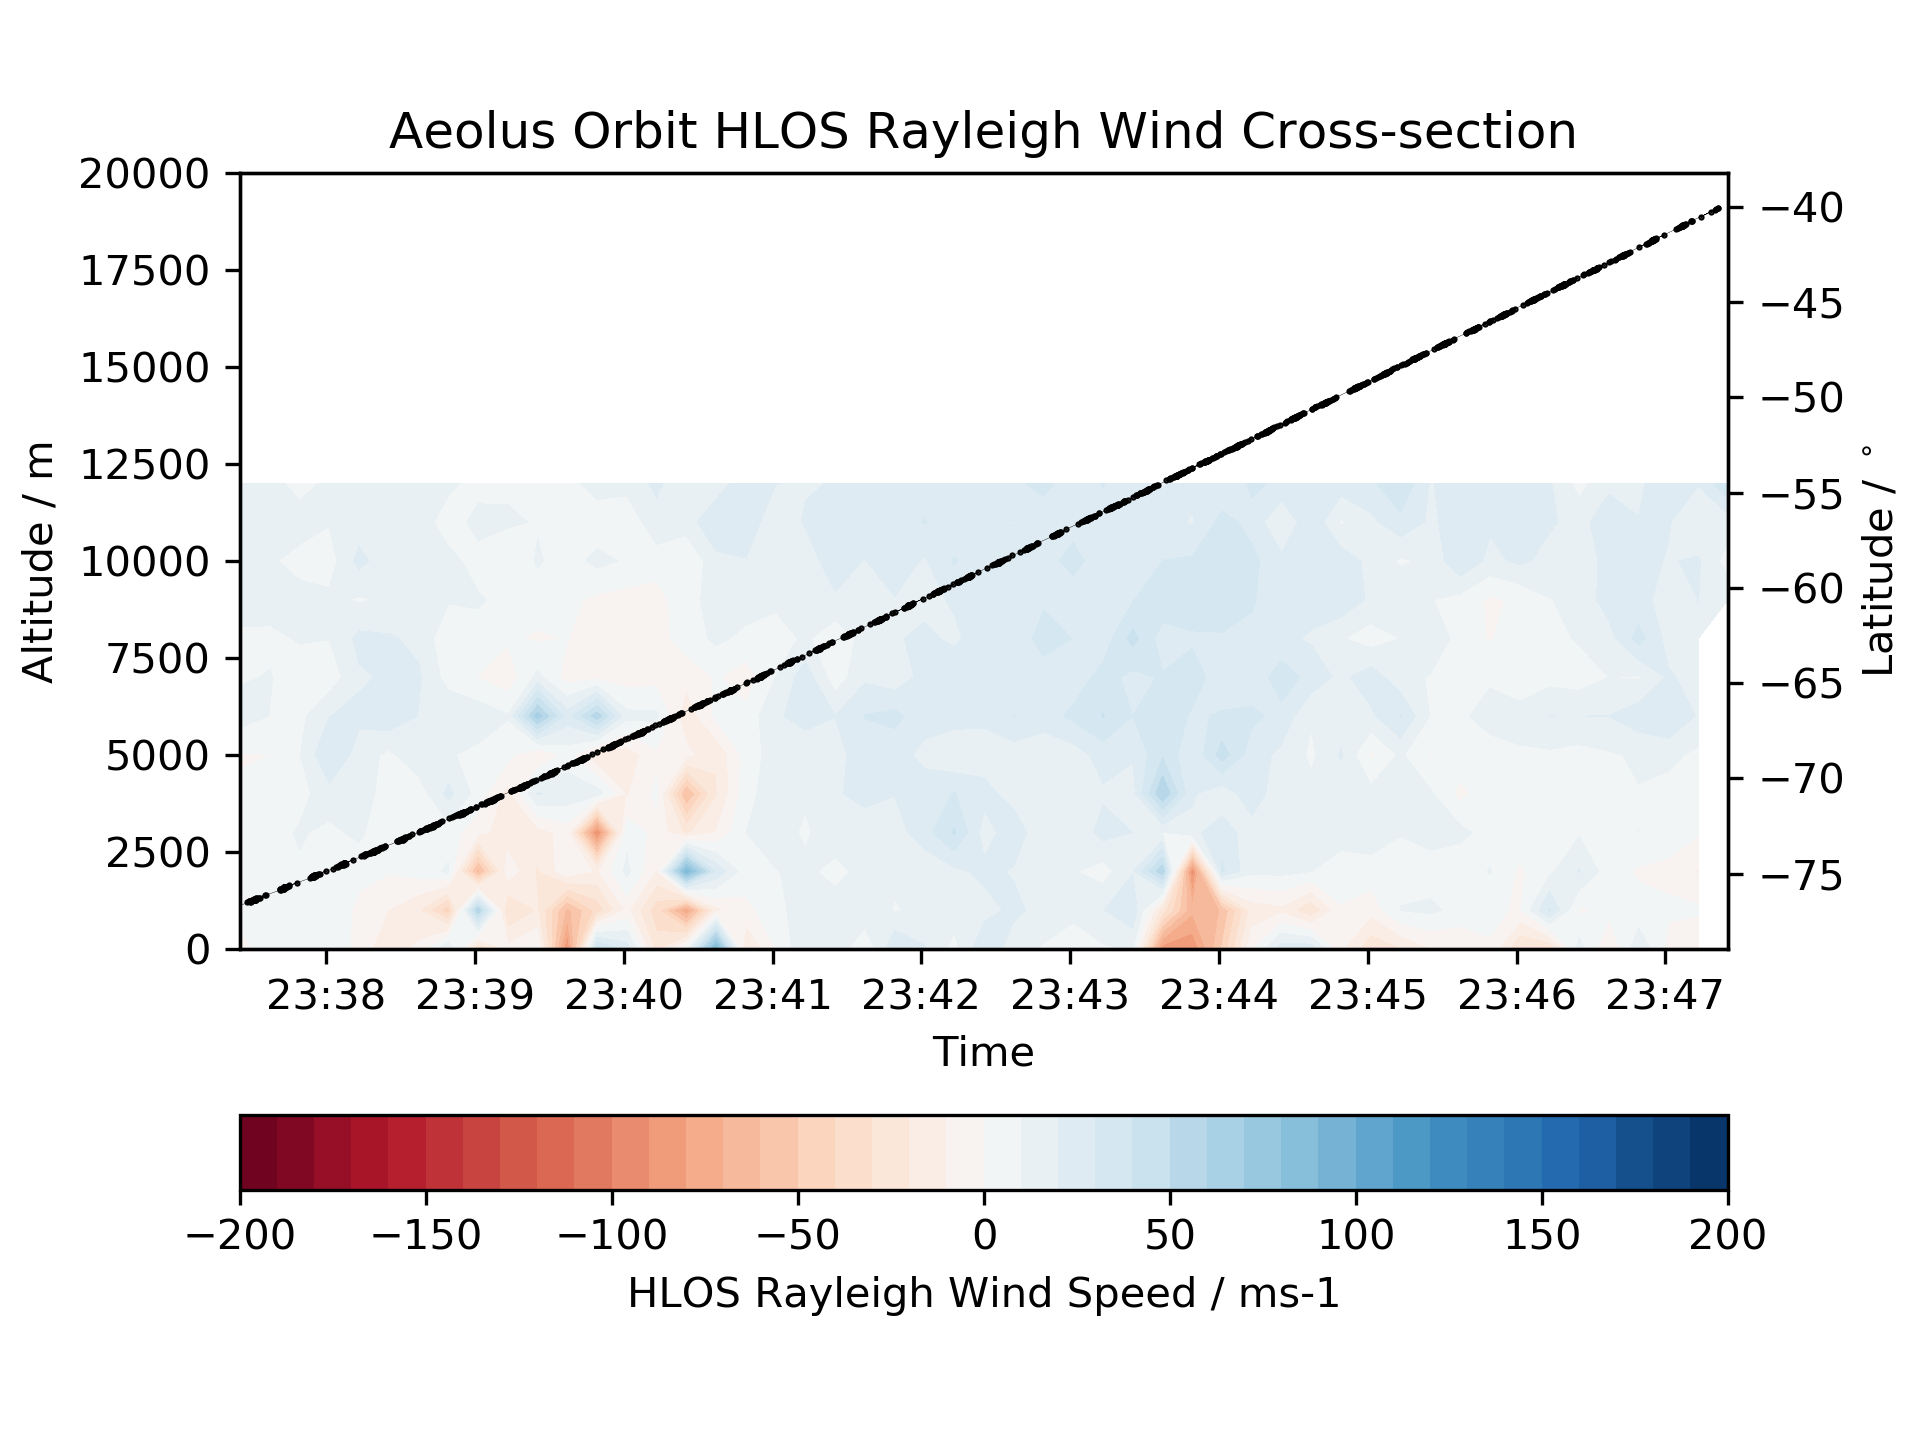 Aeolus Orbit HLOS Rayleigh Wind Cross-section
20000
17500
15000
12500
10000
7500
5000
2500
0
Altitude / m
−40
−45
−50
−55
−60
−65
−70
−75
Latitude / °
23:38 23:39 23:40 23:41 23:42 23:43 23:44 23:45 23:46 23:47
Time
−200 −150 −100 −50 0 50 100 150 200
HLOS Rayleigh Wind Speed / ms-1